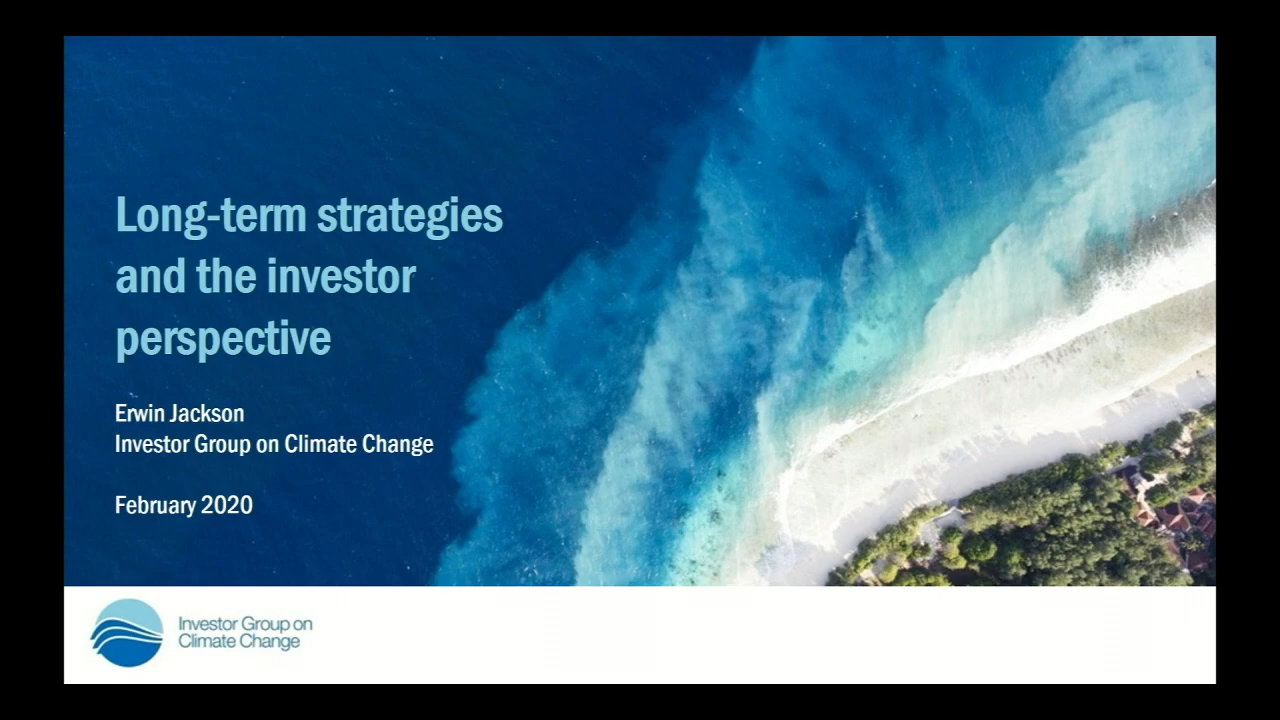 Long-term strategies
and the investor
perspective
Erwin Jackson
Investor Group on Climate Change
February 2020
Investor Group on
Climate Change